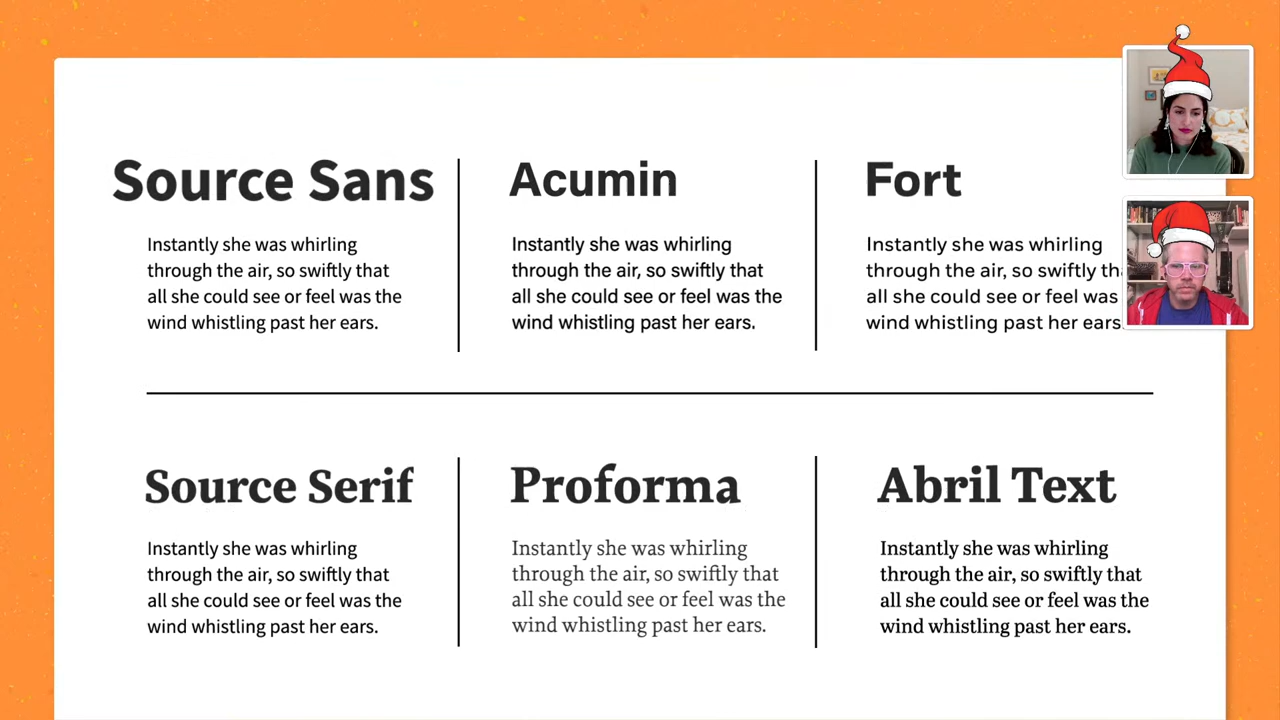 Source Sans
Instantly she was whirling
through the air, so swiftly that
all she could see or feel was the
wind whistling past her ears.
Acumin
Instantly she was whirling
through the air, so swiftly that
all she could see or feel was the
wind whistling past her ears.
Fort
Instantly she was whirling
through the air, so swiftly
all she could see or feel was
wind whistling past her ears.
Source Serif
Instantly she was whirling
through the air, so swiftly that
all she could see or feel was the
wind whistling past her ears.
Proforma
Instantly she was whirling
through the air, so swiftly that
all she could see or feel was the
wind whistling past her ears.
Abril Text
Instantly she was whirling
through the air, so swiftly that
all she could see or feel was the
wind whistling past her ears.